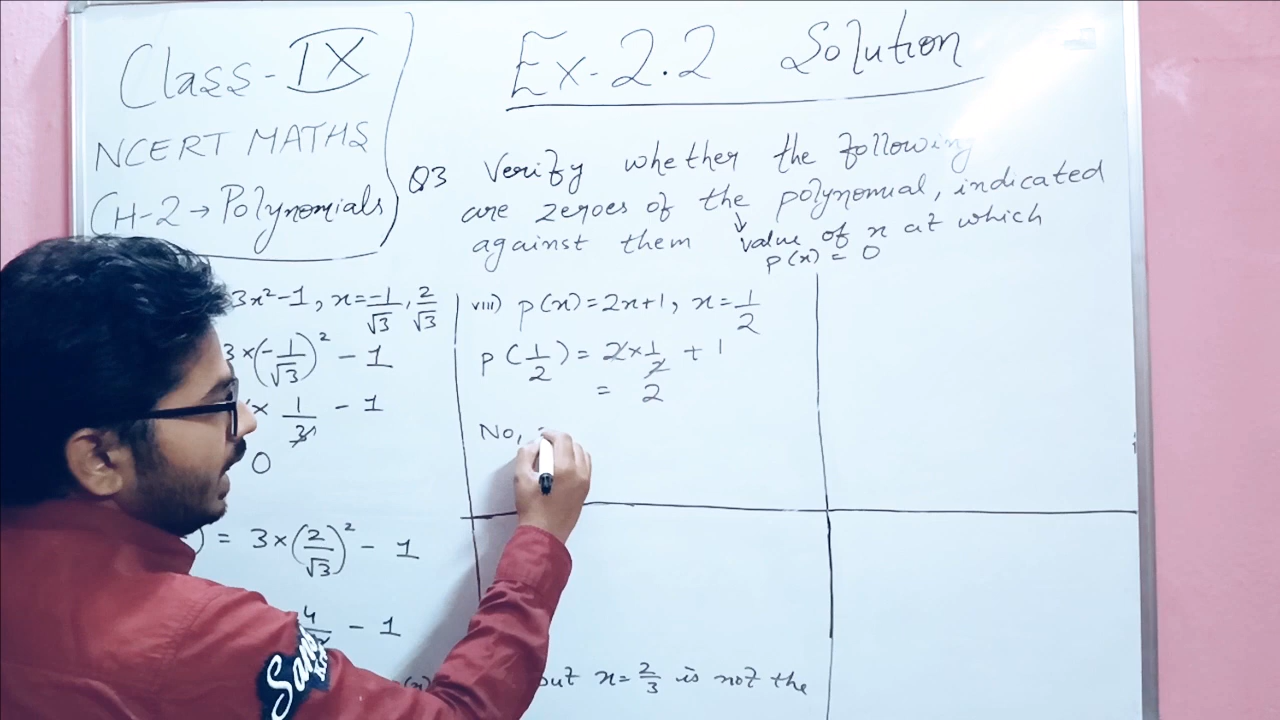 Class-IX
NCERT MATHS
CH-2 → Polynomials
Ex-2.2 Solution
Q3 Verify whether the following
are zeroes of the polynomial, indicated
against them ↓ value of x at which
p(x) = 0
3x²-1, x=-1/√3, 2/√3
3×(-1/√3)² - 1
× 1/3 - 1
0
) = 3×(2/√3)² - 1
4 - 1
but x=2/3 is not the
viii) p(x)=2x+1, x=1/2
p(1/2) = 2×1/2 + 1
= 2
No,